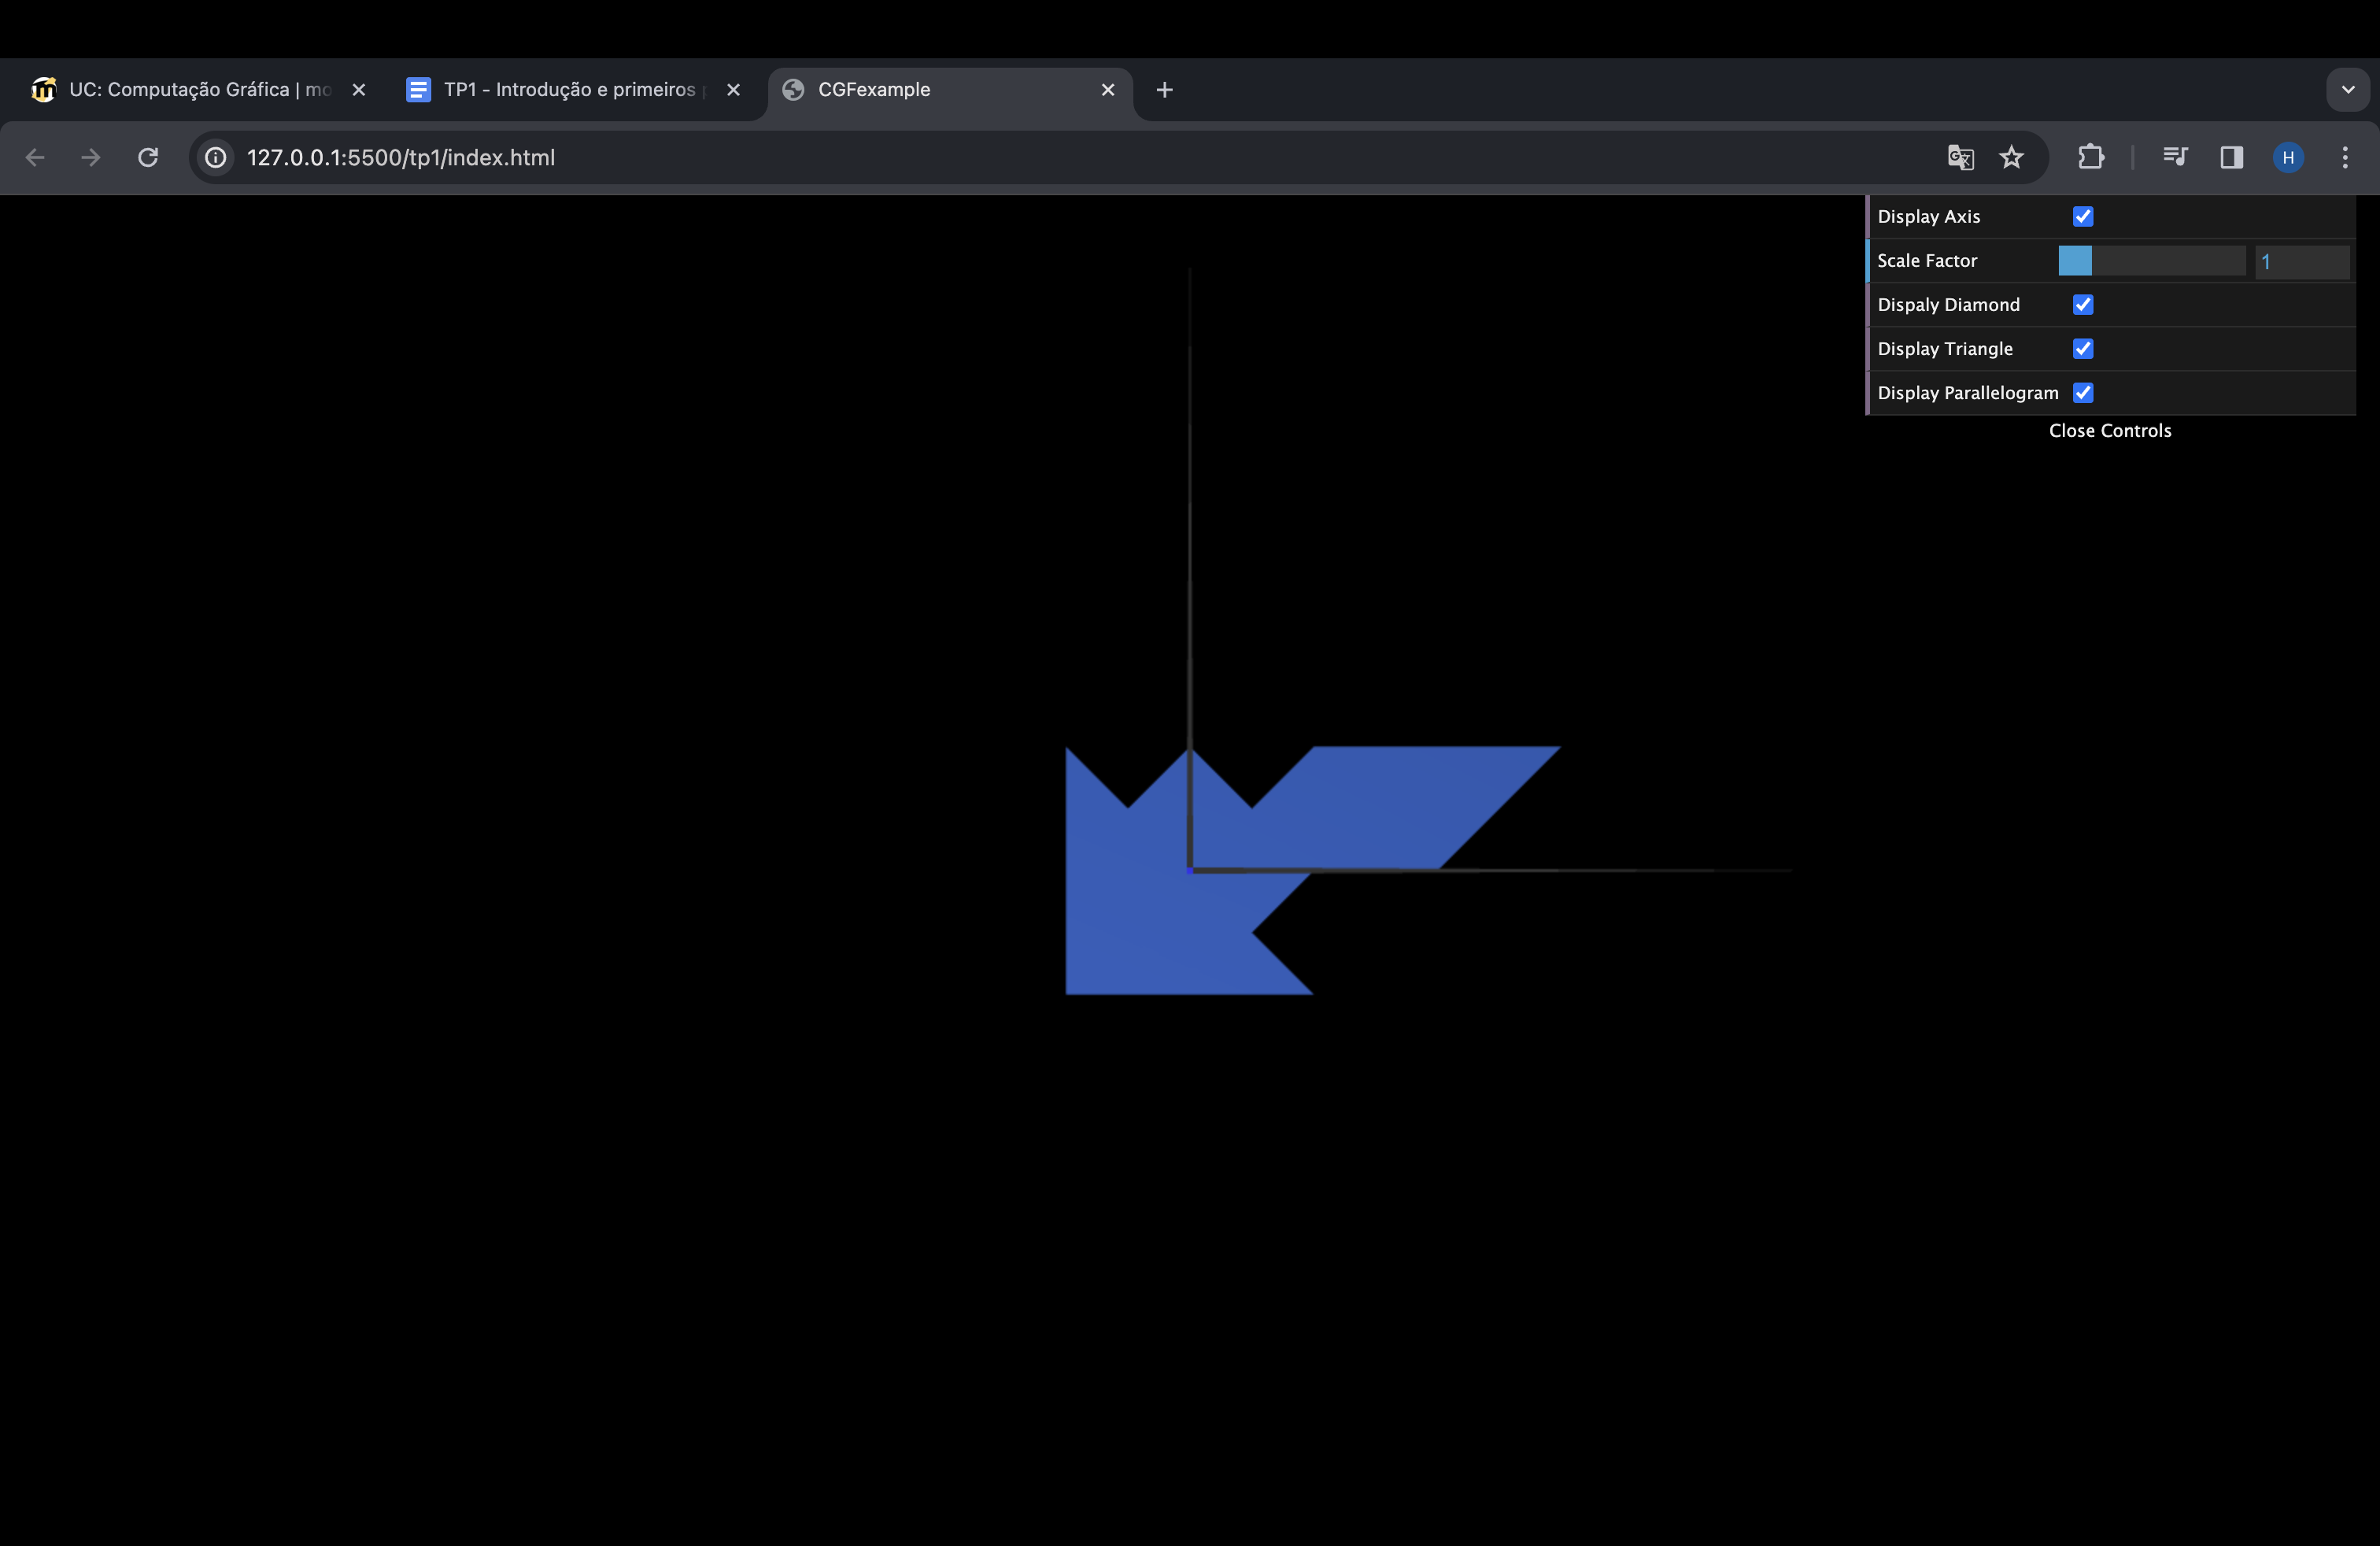 UC: Computação Gráfica | mo
TP1 - Introdução e primeiros
CGFexample
127.0.0.1:5500/tp1/index.html
H
Display Axis
Scale Factor 1
Dispaly Diamond
Display Triangle
Display Parallelogram
Close Controls